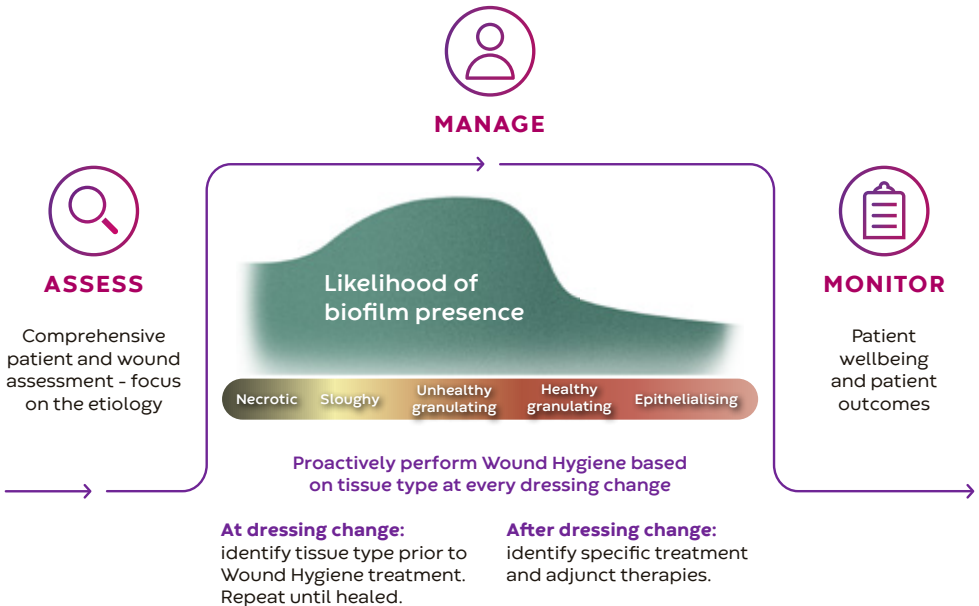 MANAGE
ASSESS
Comprehensive
patient and wound
assessment - focus
on the etiology
Likelihood of
biofilm presence
Necrotic
Sloughy
Unhealthy
granulating
Healthy
granulating
Epithelialising
Proactively perform Wound Hygiene based
on tissue type at every dressing change
At dressing change:
identify tissue type prior to
Wound Hygiene treatment.
Repeat until healed.
After dressing change:
identify specific treatment
and adjunct therapies.
MONITOR
Patient
wellbeing
and patient
outcomes